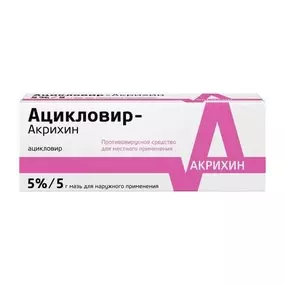 Ацикловир-
Акрихин
ацикловир
Противовирусное средство
для местного применения
АКРИХИН
5%/5 г мазь для наружного применения